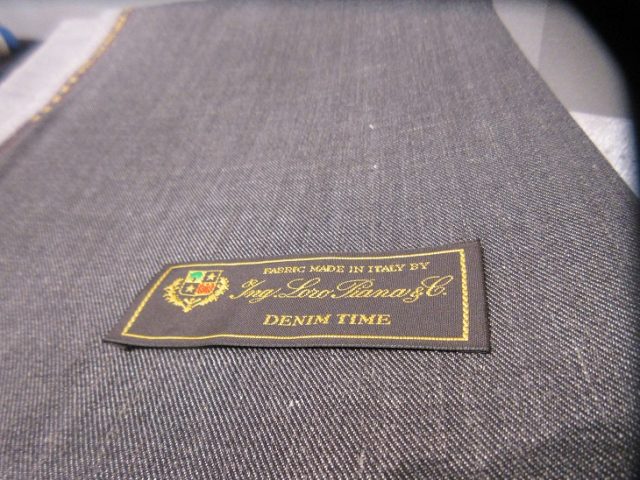 FABRIC MADE IN ITALY BY
Ing. Loro Piana & C.
DENIM TIME